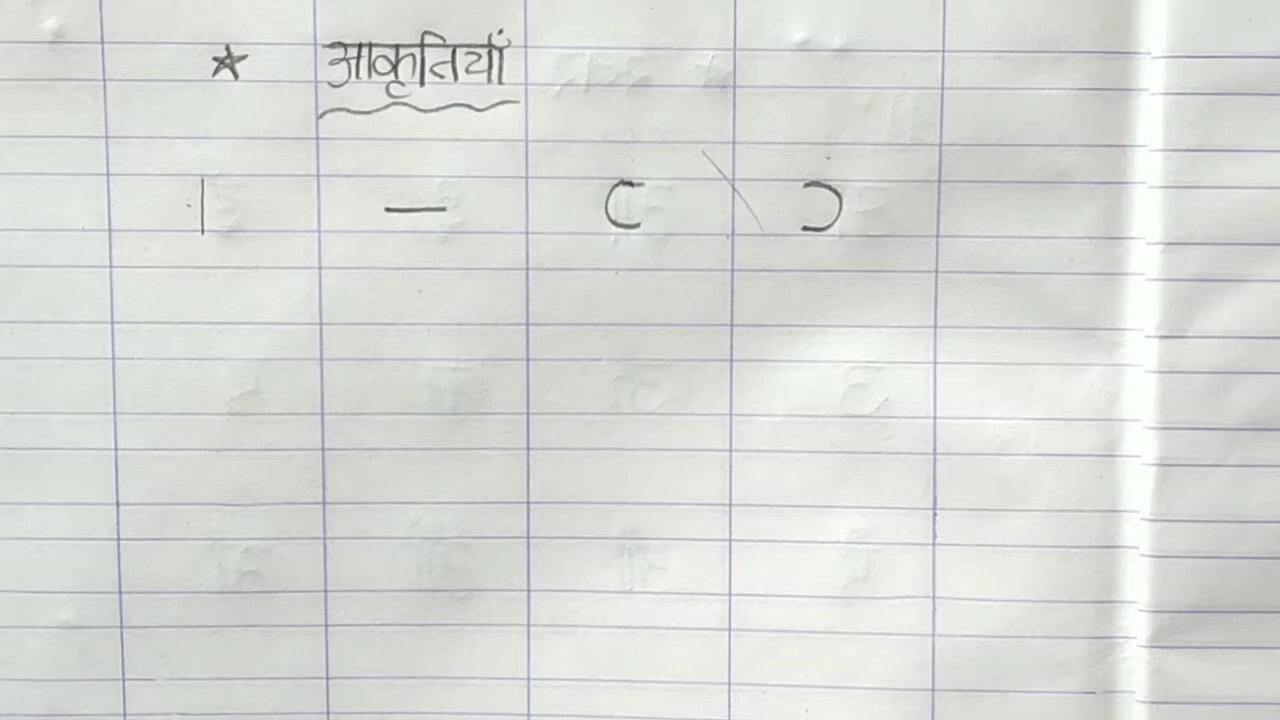 ★ आकृतियाँ
| — ⊂ ⊃